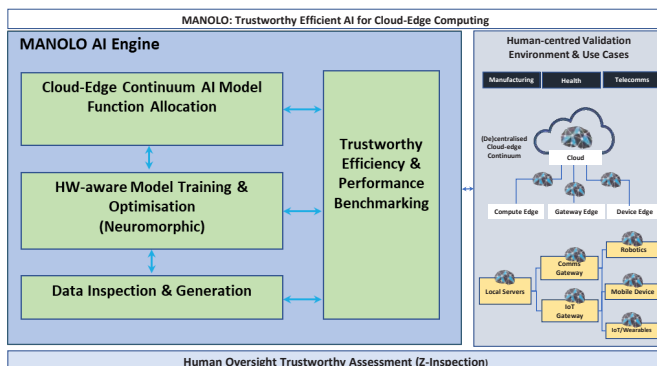 MANOLO: Trustworthy Efficient AI for Cloud-Edge Computing
MANOLO AI Engine
Cloud-Edge Continuum AI Model
Function Allocation
HW-aware Model Training &
Optimisation
(Neuromorphic)
Data Inspection & Generation
Trustworthy
Efficiency &
Performance
Benchmarking
Human-centred Validation
Environment & Use Cases
Manufacturing
Health
Telecomms
(De)centralised
Cloud-edge
Continuum
Cloud
Compute Edge
Gateway Edge
Device Edge
Robotics
Comms
Gateway
Local Servers
Mobile Device
IoT
Gateway
IoT/Wearables
Human Oversight Trustworthy Assessment (Z-Inspection)